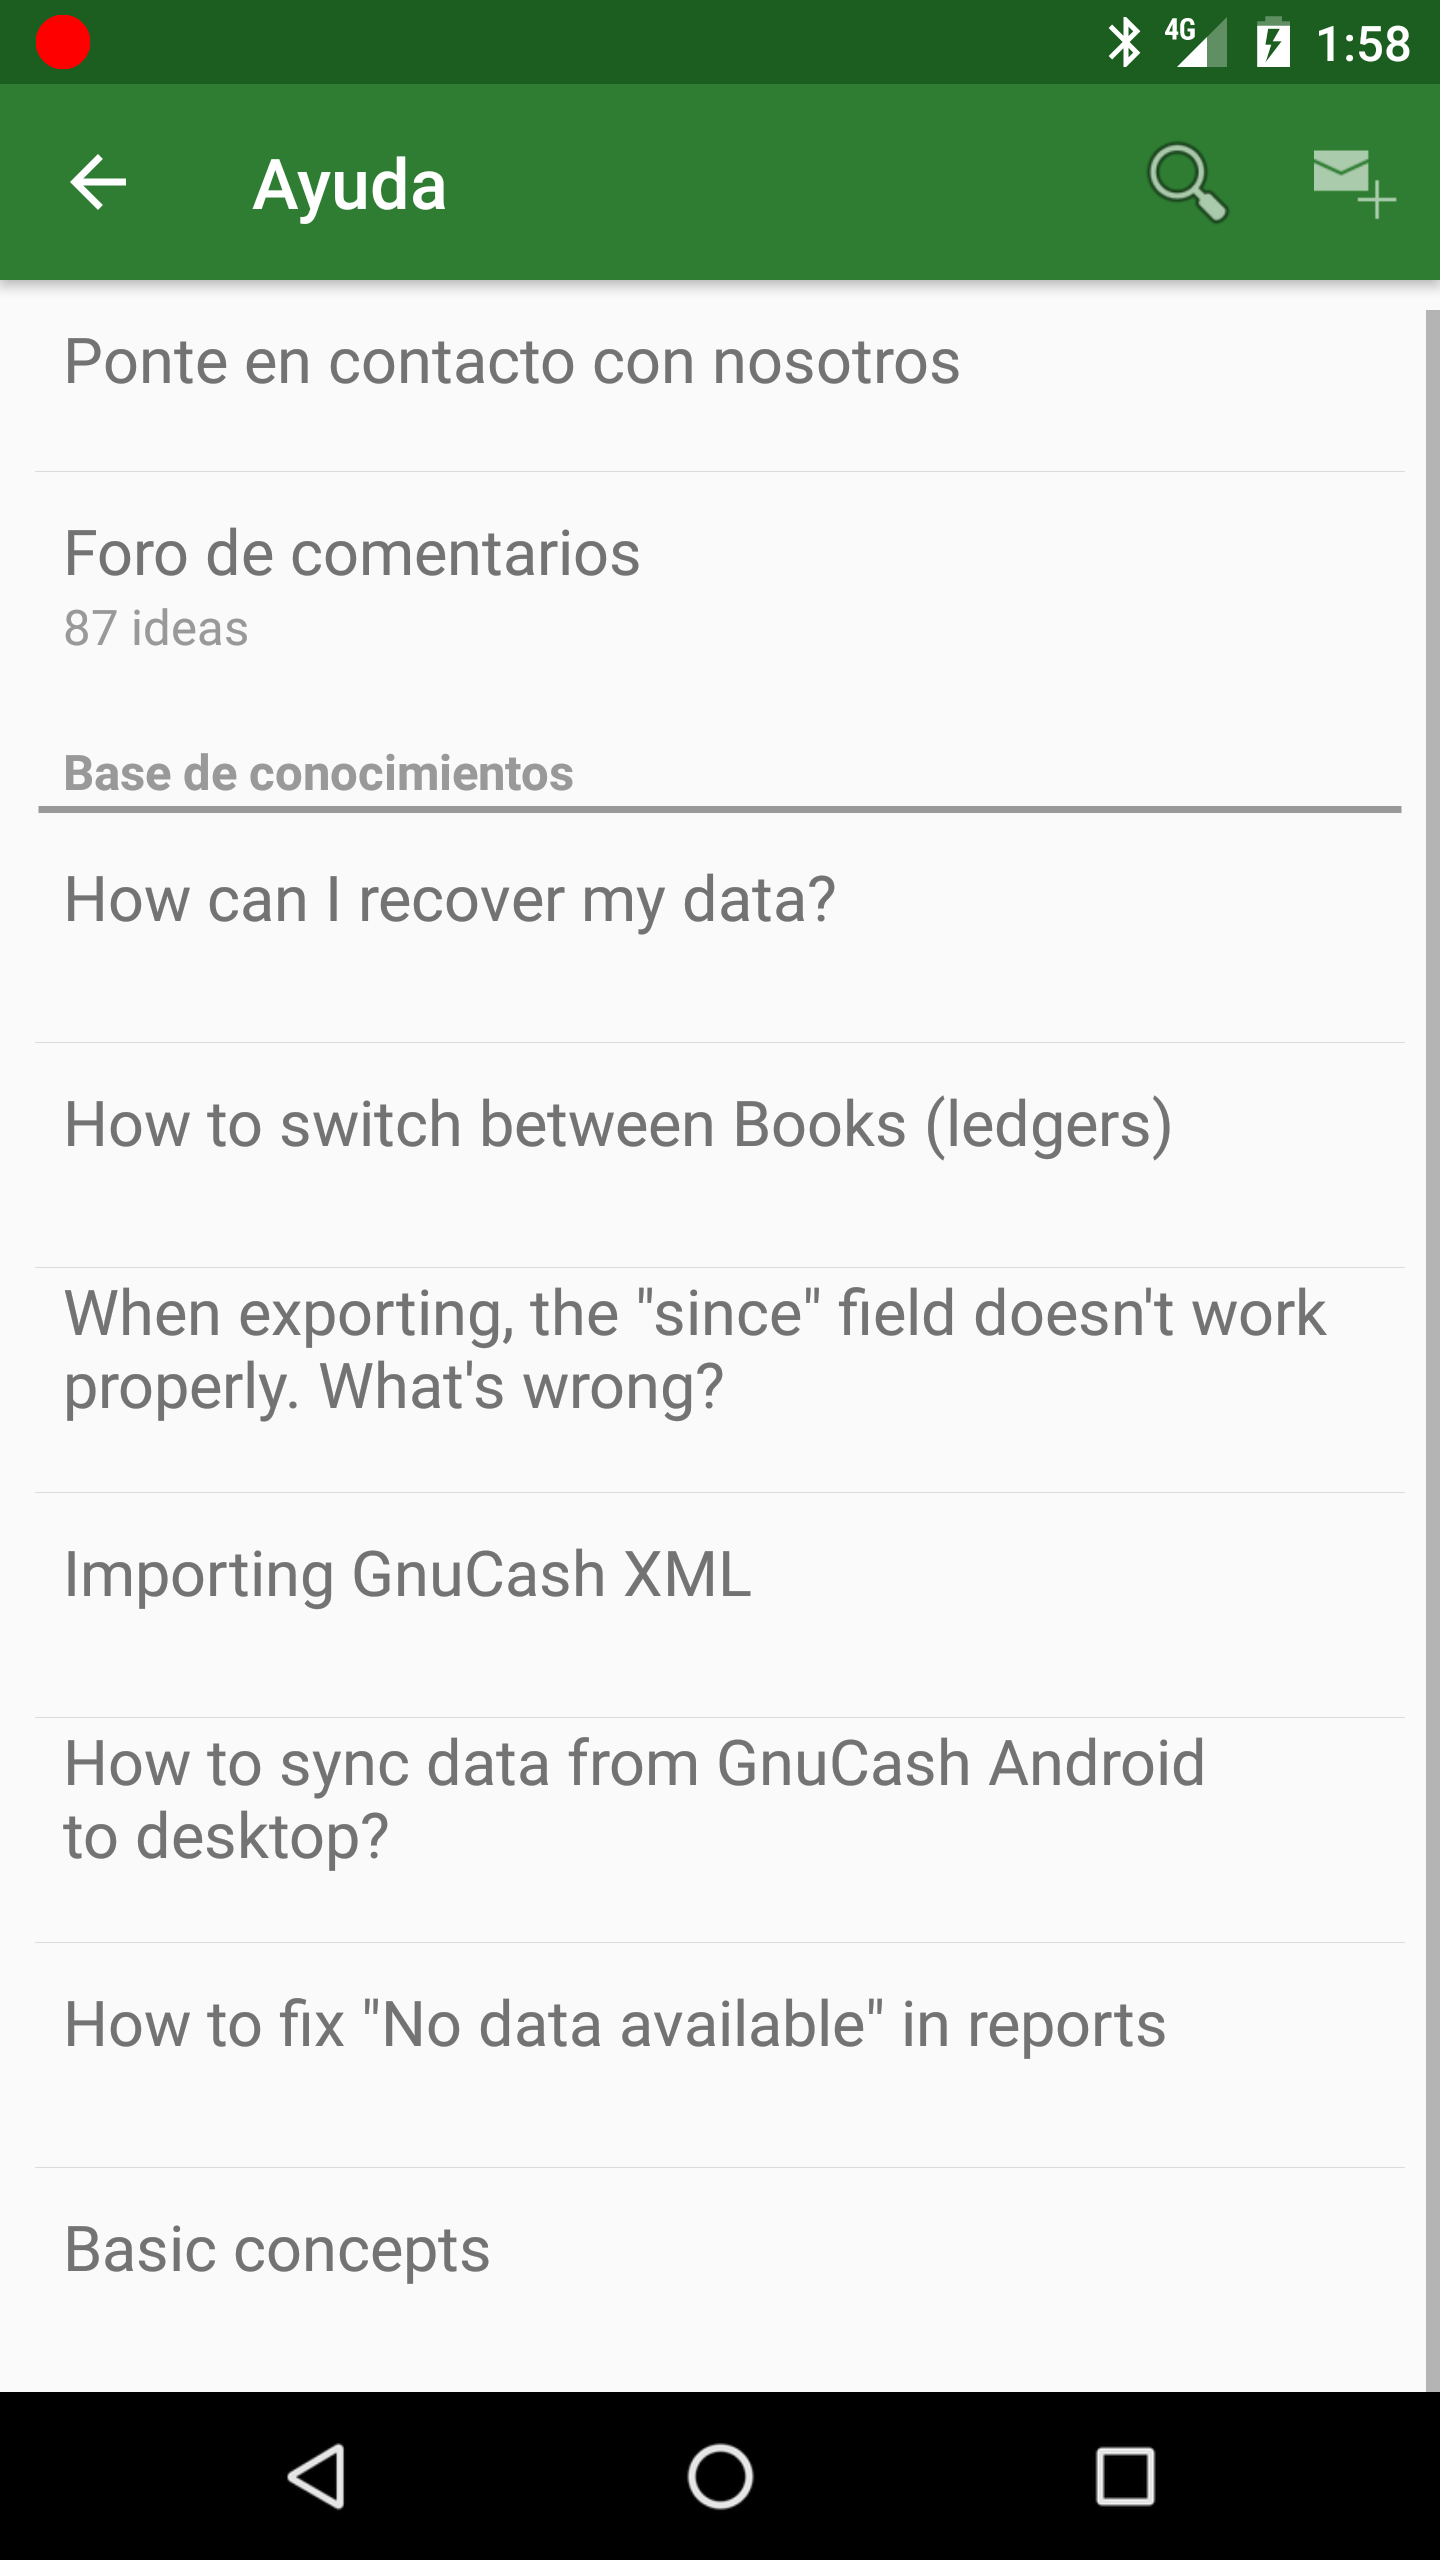 4G 1:58
Ayuda
Ponte en contacto con nosotros
Foro de comentarios
87 ideas
Base de conocimientos
How can I recover my data?
How to switch between Books (ledgers)
When exporting, the "since" field doesn't work
properly. What's wrong?
Importing GnuCash XML
How to sync data from GnuCash Android
to desktop?
How to fix "No data available" in reports
Basic concepts